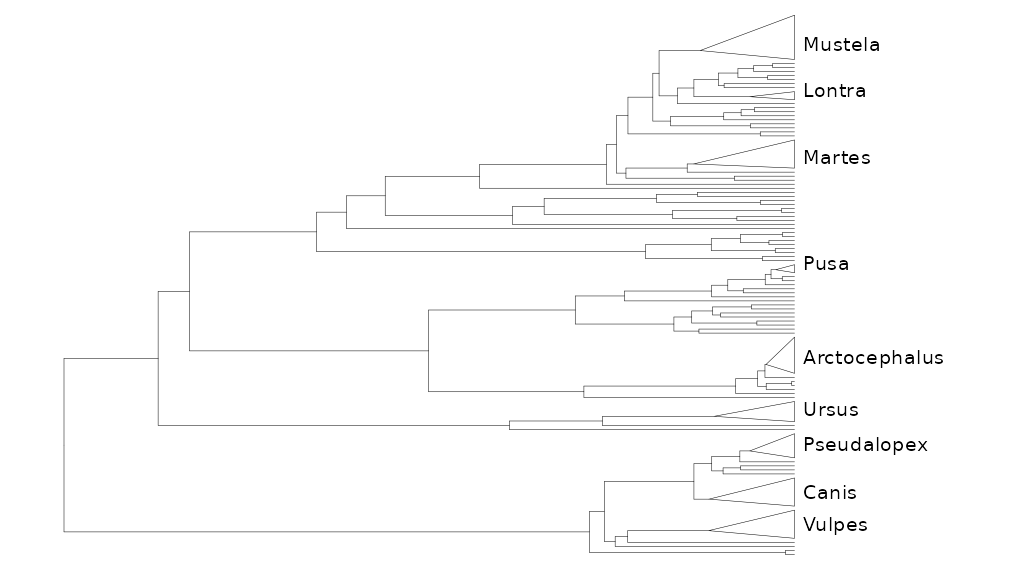 Mustela
Lontra
Martes
Pusa
Arctocephalus
Ursus
Pseudalopex
Canis
Vulpes